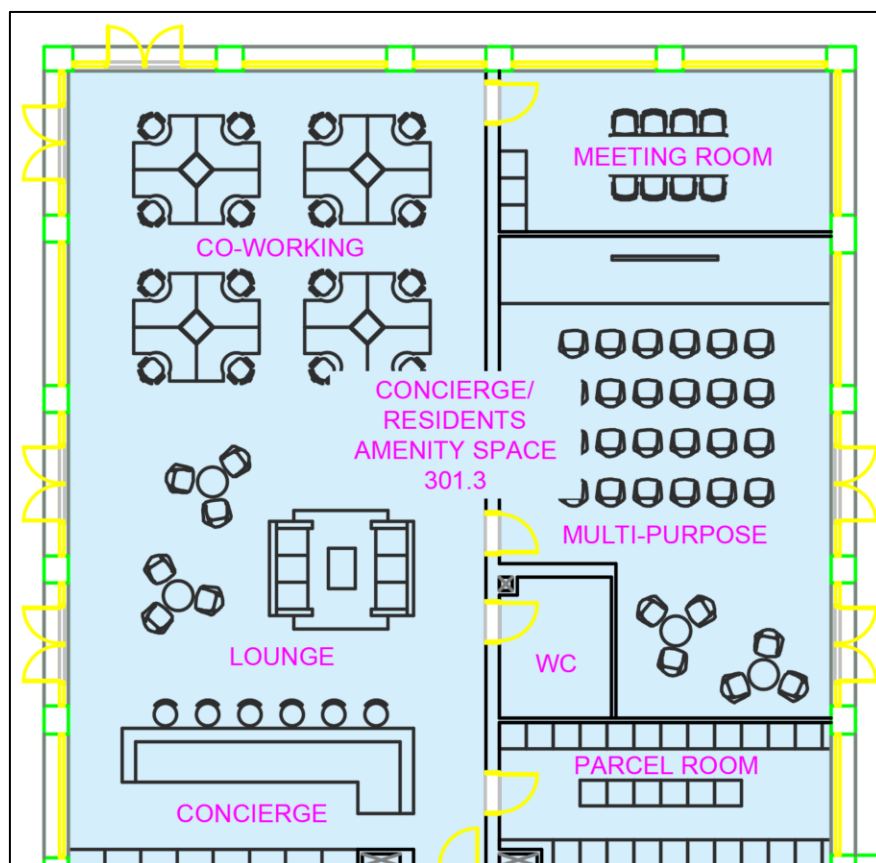 MEETING ROOM
CO-WORKING
CONCIERGE/
RESIDENTS
AMENITY SPACE
301.3
MULTI-PURPOSE
LOUNGE
WC
PARCEL ROOM
CONCIERGE